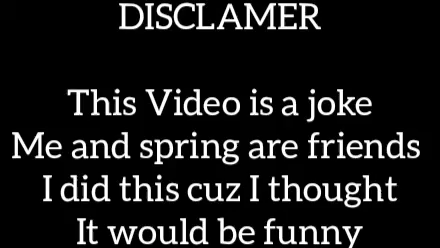 DISCLAMER
This Video is a joke
Me and spring are friends
I did this cuz I thought
It would be funny